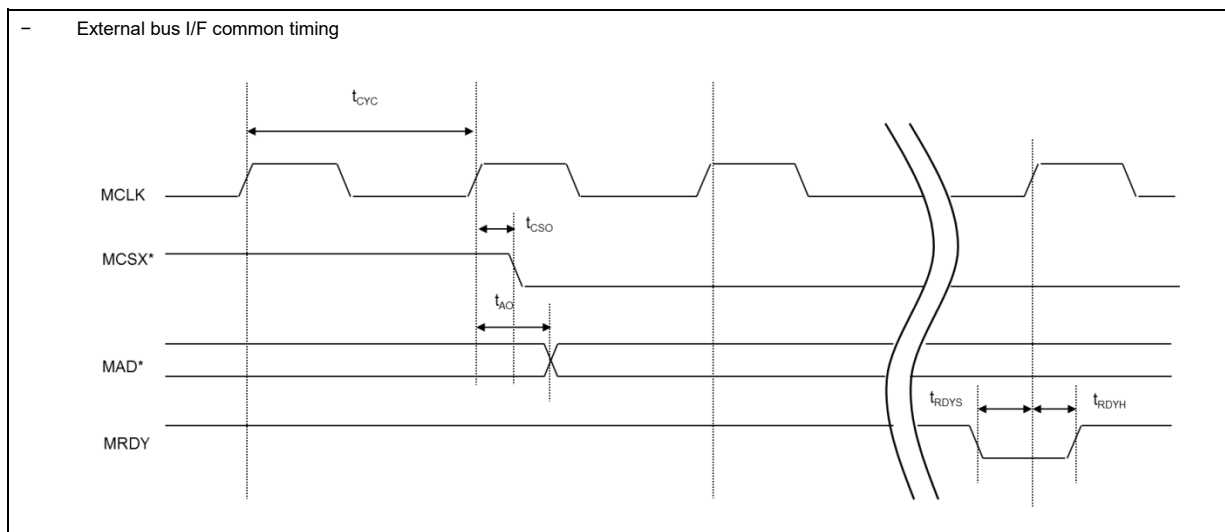 − External bus I/F common timing
tCYC
MCLK
tCSO
MCSX*
tAO
MAD*
tRDYS tRDYH
MRDY